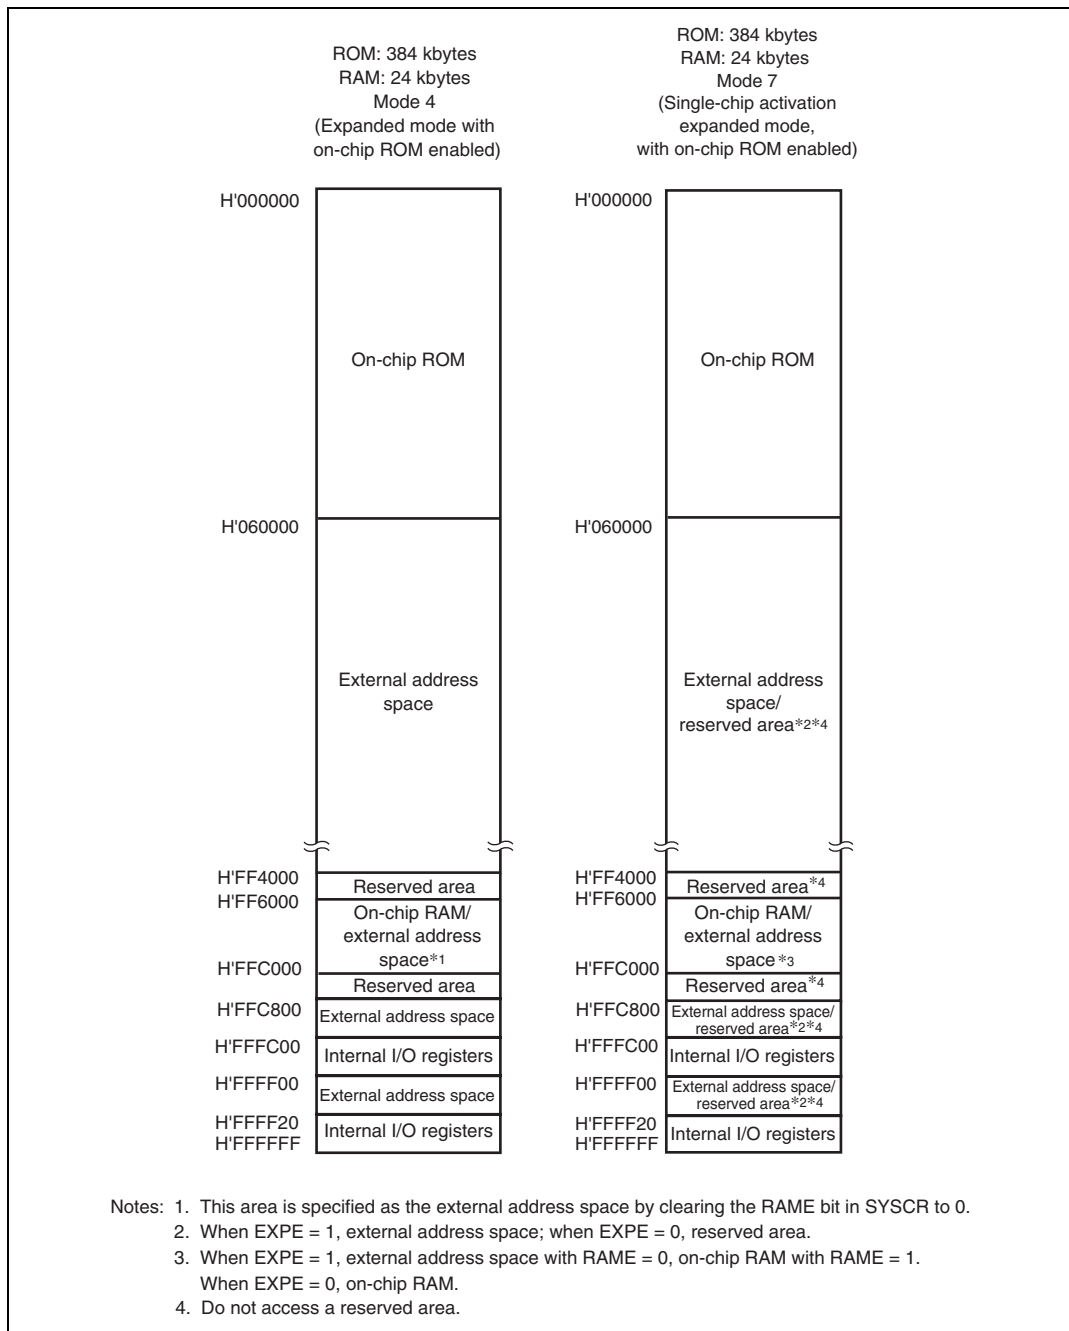 ROM: 384 kbytes
RAM: 24 kbytes
Mode 4
(Expanded mode with
on-chip ROM enabled)
H'000000
On-chip ROM
H'060000
External address
space
H'FF4000
Reserved area
H'FF6000
On-chip RAM/
external address
space*1
H'FFC000
Reserved area
H'FFC800
External address space
H'FFFC00
Internal I/O registers
H'FFFF00
External address space
H'FFFF20
Internal I/O registers
H'FFFFFF
ROM: 384 kbytes
RAM: 24 kbytes
Mode 7
(Single-chip activation
expanded mode,
with on-chip ROM enabled)
H'000000
On-chip ROM
H'060000
External address
space/
reserved area*2*4
H'FF4000
Reserved area*4
H'FF6000
On-chip RAM/
external address
space*3
H'FFC000
Reserved area*4
H'FFC800
External address space/
reserved area*2*4
H'FFFC00
Internal I/O registers
H'FFFF00
External address space/
reserved area*2*4
H'FFFF20
Internal I/O registers
H'FFFFFF
Notes: 1. This area is specified as the external address space by clearing the RAME bit in SYSCR to 0.
2. When EXPE = 1, external address space; when EXPE = 0, reserved area.
3. When EXPE = 1, external address space with RAME = 0, on-chip RAM with RAME = 1.
When EXPE = 0, on-chip RAM.
4. Do not access a reserved area.